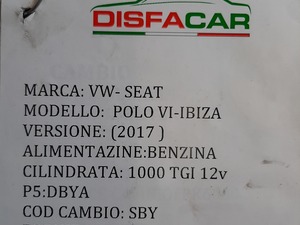 DISFACAR
MARCA: VW- SEAT
MODELLO: POLO VI-IBIZA
VERSIONE: (2017 )
ALIMENTAZINE:BENZINA
CILINDRATA: 1000 TGI 12v
P5:DBYA
COD CAMBIO: SBY